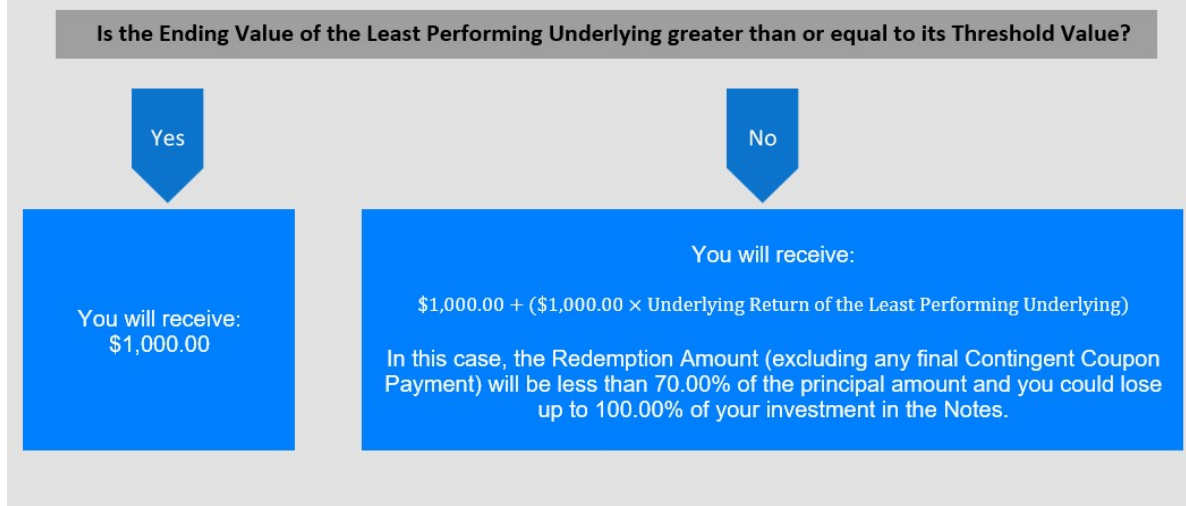 Is the Ending Value of the Least Performing Underlying greater than or equal to its Threshold Value?
Yes
No
You will receive:
$1,000.00
You will receive:
$1,000.00 + ($1,000.00 × Underlying Return of the Least Performing Underlying)
In this case, the Redemption Amount (excluding any final Contingent Coupon
Payment) will be less than 70.00% of the principal amount and you could lose
up to 100.00% of your investment in the Notes.